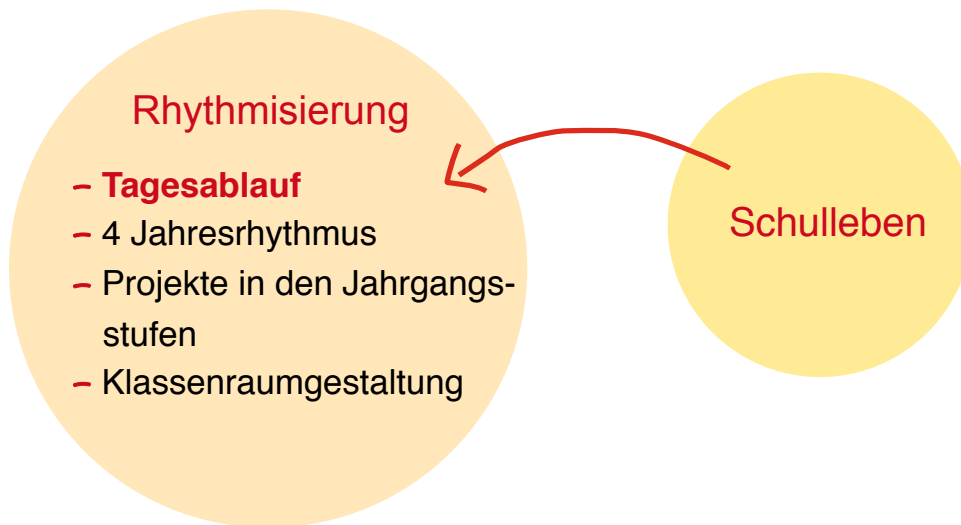 Rhythmisierung
– Tagesablauf
– 4 Jahresrhythmus
– Projekte in den Jahrgangs-
stufen
– Klassenraumgestaltung
Schulleben